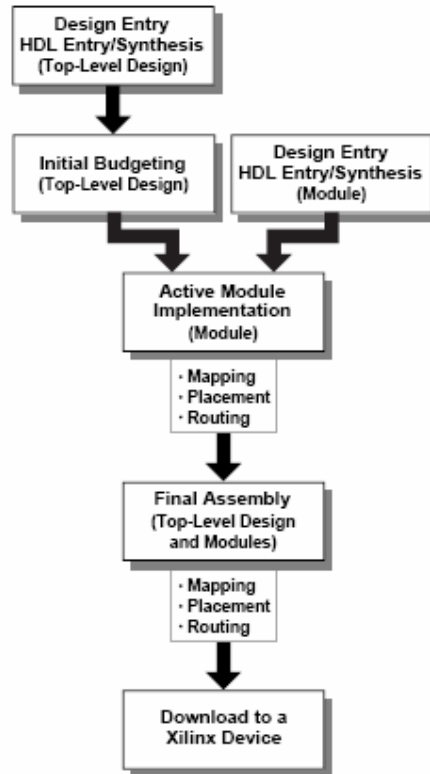 Design Entry
HDL Entry/Synthesis
(Top-Level Design)
Initial Budgeting
(Top-Level Design)
Design Entry
HDL Entry/Synthesis
(Module)
Active Module
Implementation
(Module)
· Mapping
· Placement
· Routing
Final Assembly
(Top-Level Design
and Modules)
· Mapping
· Placement
· Routing
Download to a
Xilinx Device